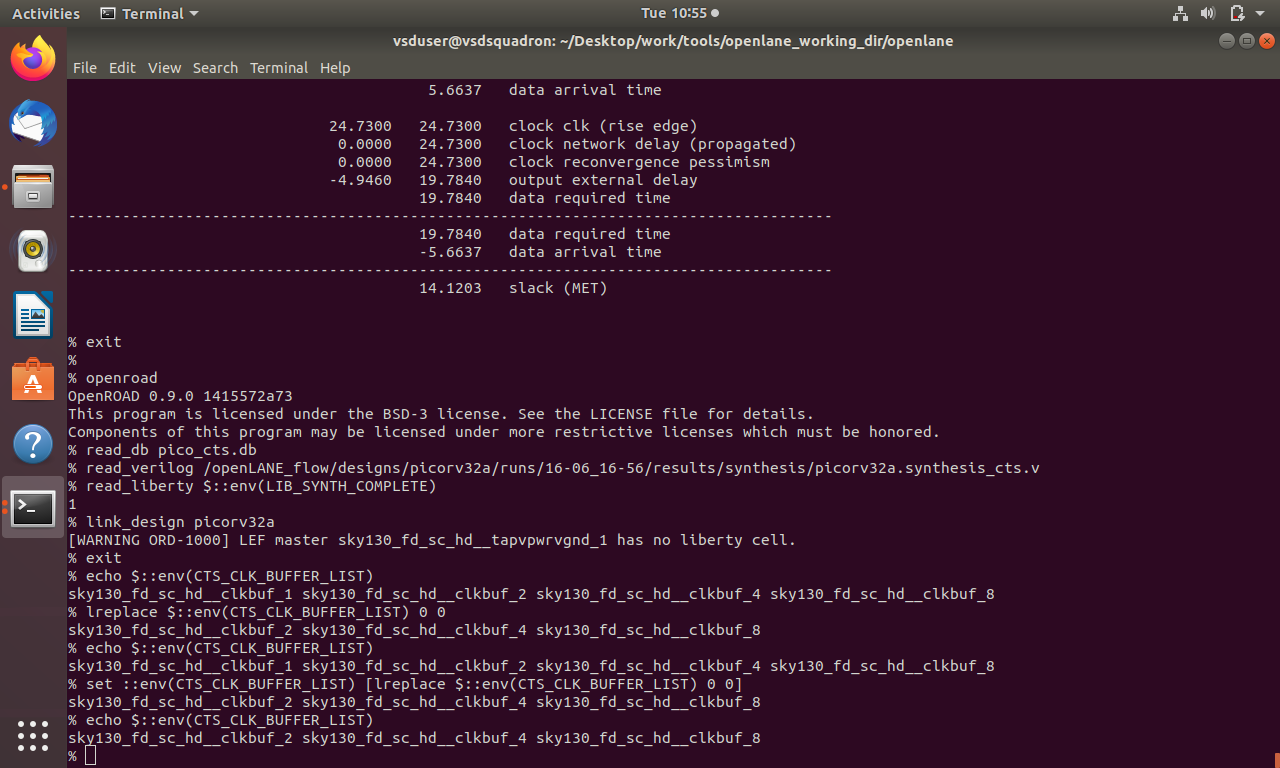 Activities Terminal Tue 10:55
vsduser@vsdsquadron: ~/Desktop/work/tools/openlane_working_dir/openlane
File Edit View Search Terminal Help
5.6637 data arrival time
24.7300 24.7300 clock clk (rise edge)
0.0000 24.7300 clock network delay (propagated)
0.0000 24.7300 clock reconvergence pessimism
-4.9460 19.7840 output external delay
19.7840 data required time
-------------------------------------------------------------------------------------
19.7840 data required time
-5.6637 data arrival time
-------------------------------------------------------------------------------------
14.1203 slack (MET)
% exit
%
% openroad
OpenROAD 0.9.0 1415572a73
This program is licensed under the BSD-3 license. See the LICENSE file for details.
Components of this program may be licensed under more restrictive licenses which must be honored.
% read_db pico_cts.db
% read_verilog /openLANE_flow/designs/picorv32a/runs/16-06_16-56/results/synthesis/picorv32a.synthesis_cts.v
% read_liberty $::env(LIB_SYNTH_COMPLETE)
1
% link_design picorv32a
[WARNING ORD-1000] LEF master sky130_fd_sc_hd__tapvpwrvgnd_1 has no liberty cell.
% exit
% echo $::env(CTS_CLK_BUFFER_LIST)
sky130_fd_sc_hd__clkbuf_1 sky130_fd_sc_hd__clkbuf_2 sky130_fd_sc_hd__clkbuf_4 sky130_fd_sc_hd__clkbuf_8
% lreplace $::env(CTS_CLK_BUFFER_LIST) 0 0
sky130_fd_sc_hd__clkbuf_2 sky130_fd_sc_hd__clkbuf_4 sky130_fd_sc_hd__clkbuf_8
% echo $::env(CTS_CLK_BUFFER_LIST)
sky130_fd_sc_hd__clkbuf_1 sky130_fd_sc_hd__clkbuf_2 sky130_fd_sc_hd__clkbuf_4 sky130_fd_sc_hd__clkbuf_8
% set ::env(CTS_CLK_BUFFER_LIST) [lreplace $::env(CTS_CLK_BUFFER_LIST) 0 0]
sky130_fd_sc_hd__clkbuf_2 sky130_fd_sc_hd__clkbuf_4 sky130_fd_sc_hd__clkbuf_8
% echo $::env(CTS_CLK_BUFFER_LIST)
sky130_fd_sc_hd__clkbuf_2 sky130_fd_sc_hd__clkbuf_4 sky130_fd_sc_hd__clkbuf_8
%